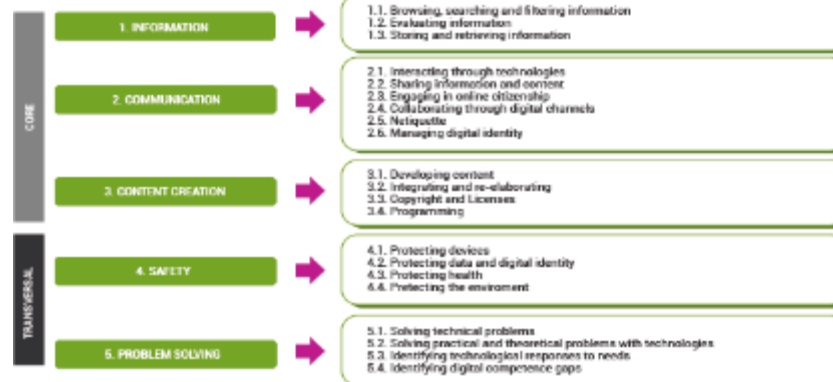 CORE
1. INFORMATION
1.1. Browsing, searching and filtering information
1.2. Evaluating information
1.3. Storing and retrieving information
2. COMMUNICATION
2.1. Interacting through technologies
2.2. Sharing information and content
2.3. Engaging in online citizenship
2.4. Collaborating through digital channels
2.5. Netiquette
2.6. Managing digital identity
3. CONTENT CREATION
3.1. Developing content
3.2. Integrating and re-elaborating
3.3. Copyright and Licenses
3.4. Programming
TRANSVERSAL
4. SAFETY
4.1. Protecting devices
4.2. Protecting data and digital identity
4.3. Protecting health
4.4. Protecting the enviroment
5. PROBLEM SOLVING
5.1. Solving technical problems
5.2. Solving practical and theoretical problems with technologies
5.3. Identifying technological responses to needs
5.4. Identifying digital competence gaps